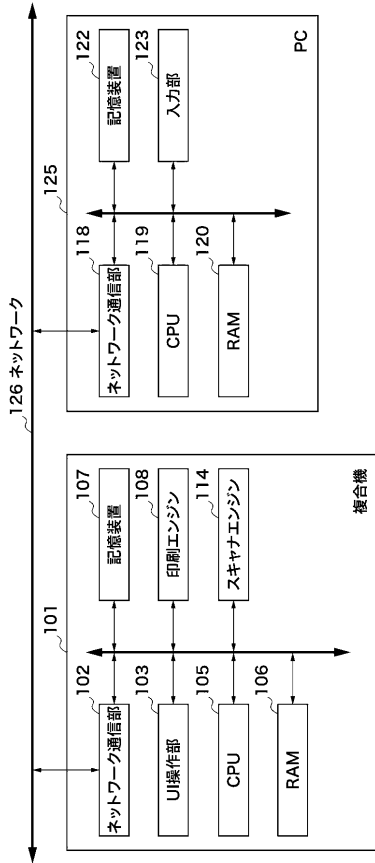 126 ネットワーク
101
102
ネットワーク通信部
103
UI操作部
105
CPU
106
RAM
107
記憶装置
108
印刷エンジン
114
スキャナエンジン
複合機
125
118
ネットワーク通信部
119
CPU
120
RAM
122
記憶装置
123
入力部
PC